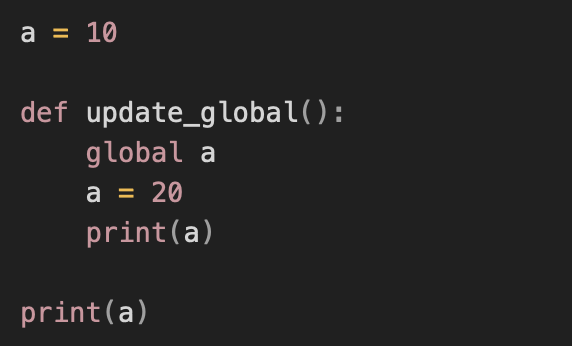 a = 10
def update_global():
    global a
    a = 20
    print(a)
print(a)